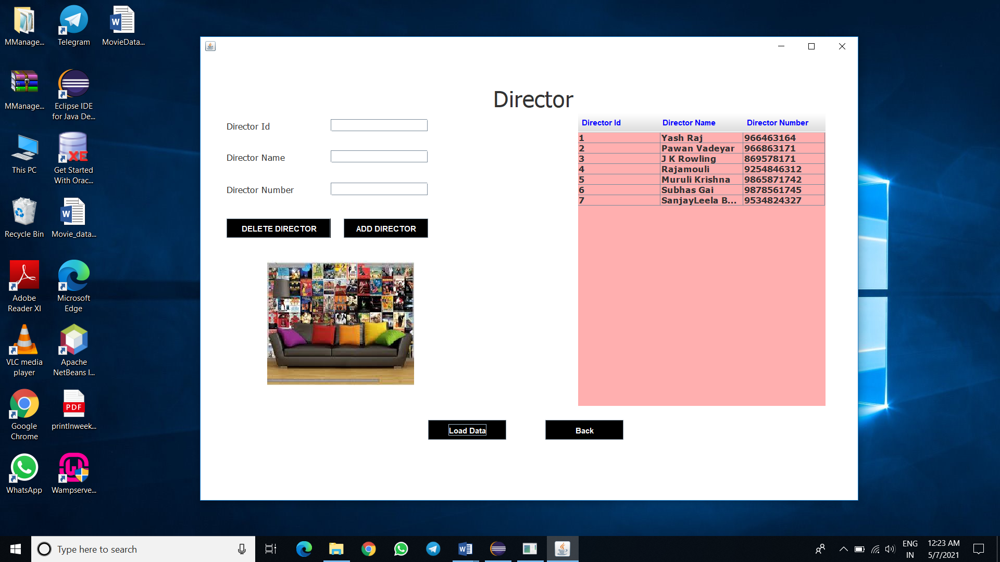 MManage...
Telegram
MovieData...
MManage...
Eclipse IDE
for Java De...
This PC
Get Started
With Orac...
Recycle Bin
Movie_data...
Adobe
Reader XI
Microsoft
Edge
VLC media
player
Apache
NetBeans I...
Google
Chrome
PDF
printlnweek...
WhatsApp
Wampserve...
XE
Director
Director Id
Director Name
Director Number
DELETE DIRECTOR
ADD DIRECTOR
Director Id Director Name Director Number
1 Yash Raj 966463164
2 Pawan Vadeyar 966863171
3 J K Rowling 869578171
4 Rajamouli 9254846312
5 Muruli Krishna 9865871742
6 Subhas Gai 9878561745
7 SanjayLeela B... 9534824327
Load Data
Back
Type here to search
ENG
IN
12:23 AM
5/7/2021